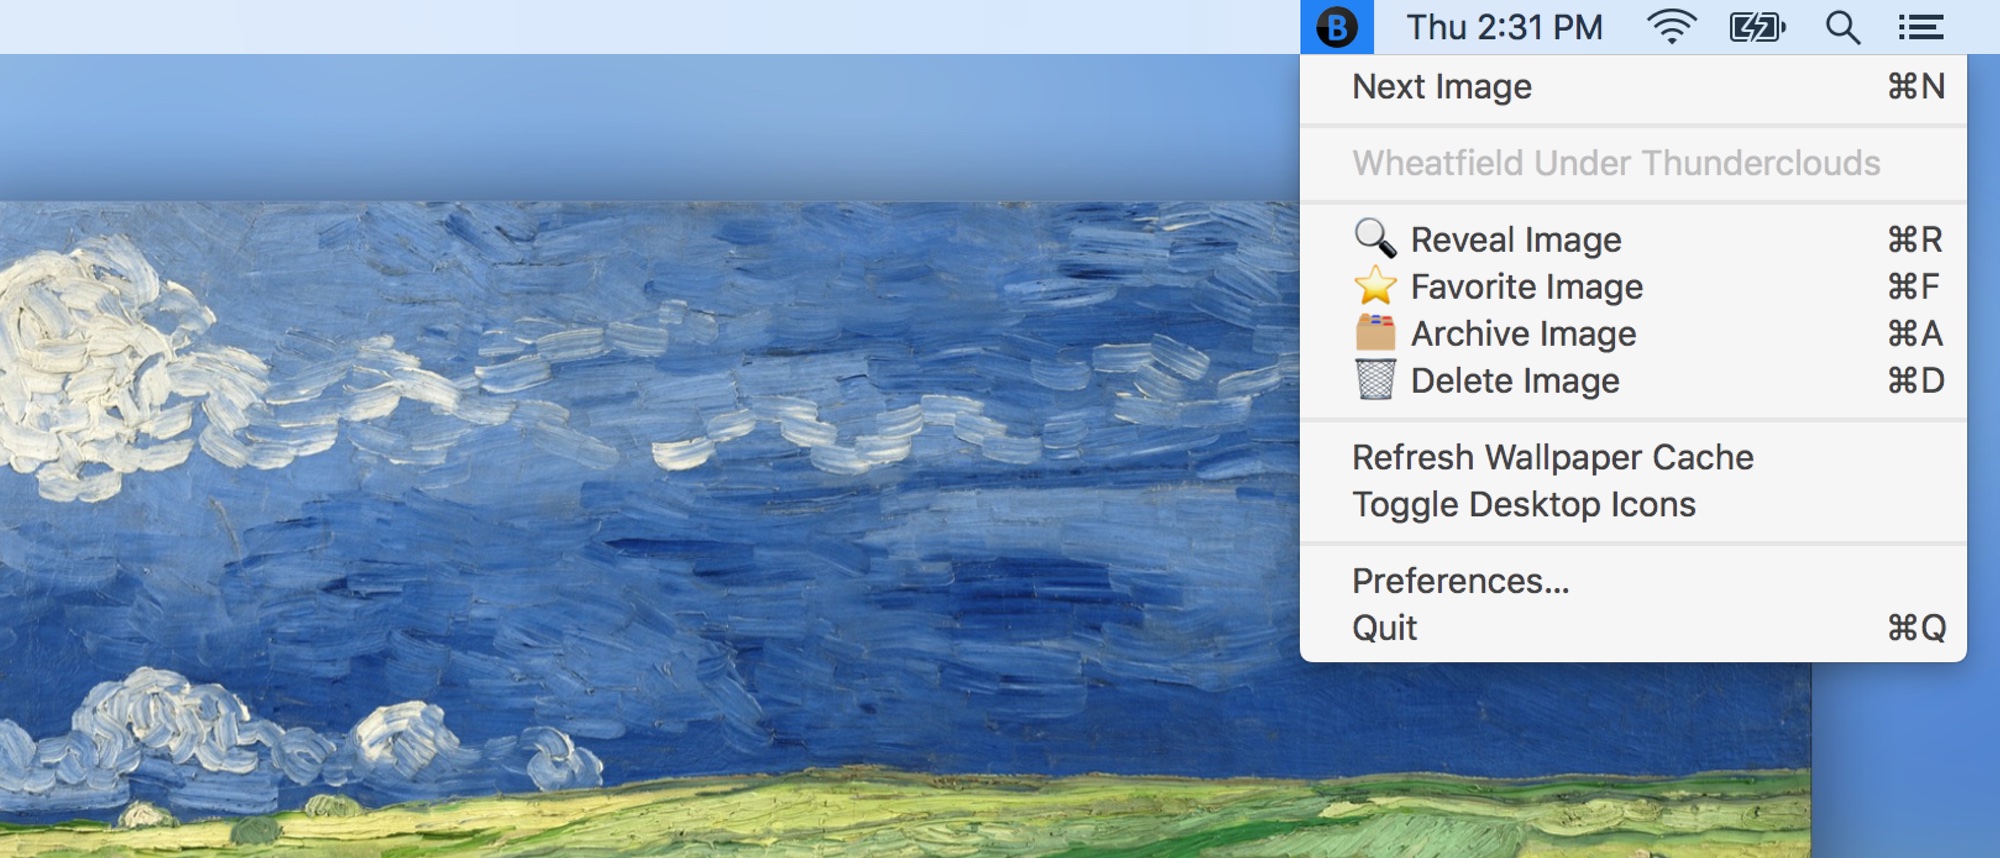 B Thu 2:31 PM
Next Image ⌘N
Wheatfield Under Thunderclouds
Reveal Image ⌘R
Favorite Image ⌘F
Archive Image ⌘A
Delete Image ⌘D
Refresh Wallpaper Cache
Toggle Desktop Icons
Preferences...
Quit ⌘Q